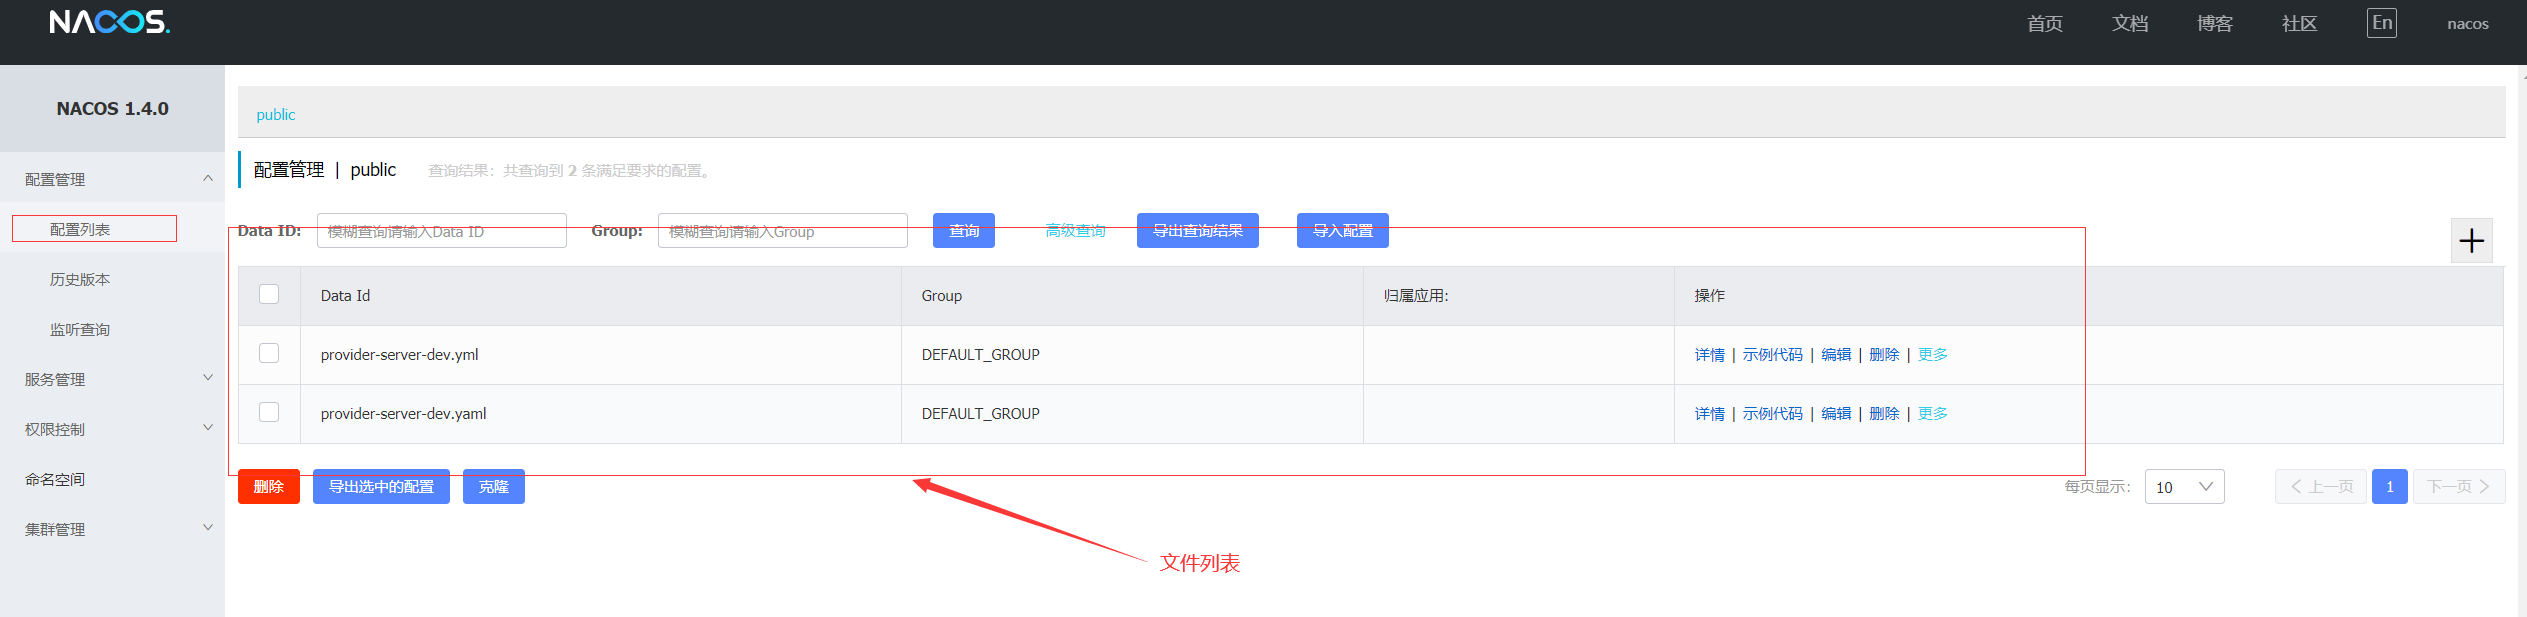 NACOS.
首页 文档 博客 社区 En nacos
NACOS 1.4.0
public
配置管理 | public 查询结果：共查询到 2 条满足要求的配置。
配置管理
配置列表
历史版本
监听查询
服务管理
权限控制
命名空间
集群管理
Data ID: 模糊查询请输入Data ID Group: 模糊查询请输入Group 查询 高级查询 导出查询结果 导入配置
Data Id Group 归属应用: 操作
provider-server-dev.yml DEFAULT_GROUP 详情 | 示例代码 | 编辑 | 删除 | 更多
provider-server-dev.yaml DEFAULT_GROUP 详情 | 示例代码 | 编辑 | 删除 | 更多
删除 导出选中的配置 克隆 每页显示: 10 上一页 1 下一页
文件列表